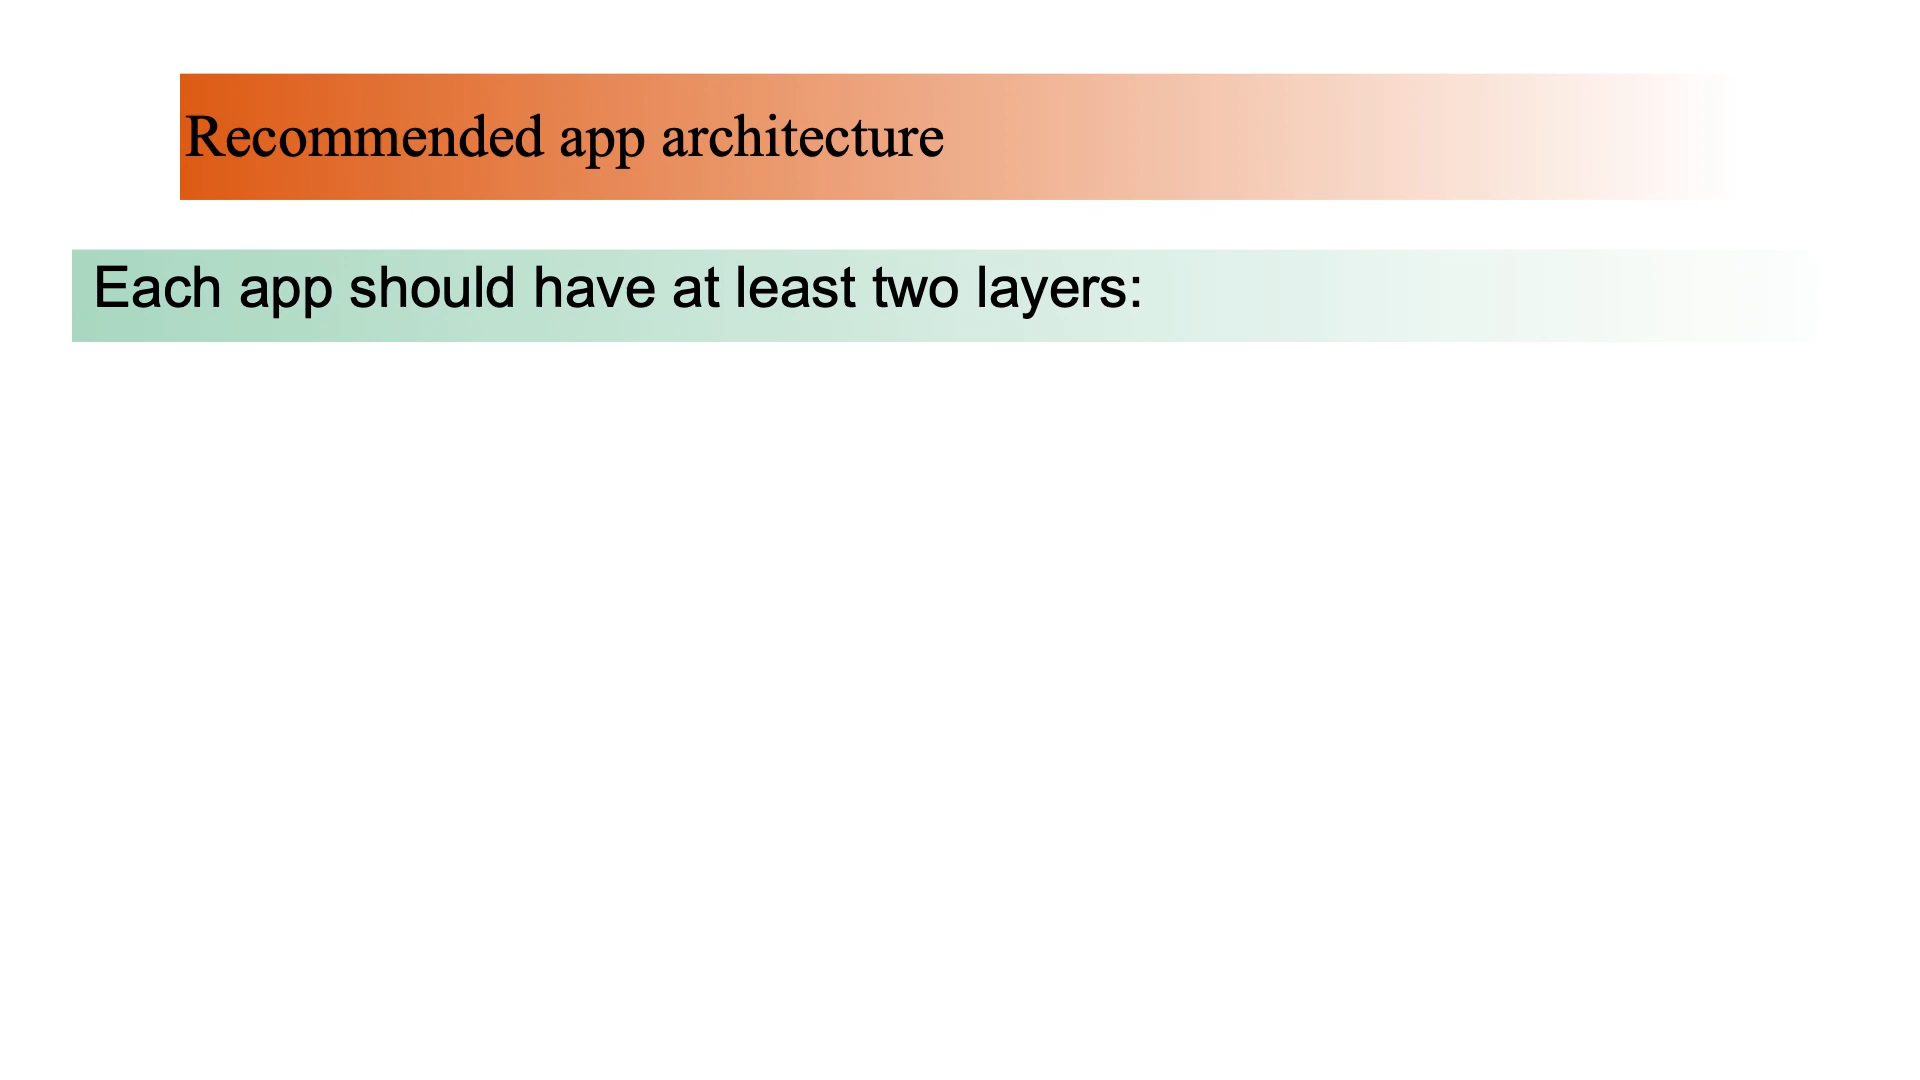 Recommended app architecture
Each app should have at least two layers: